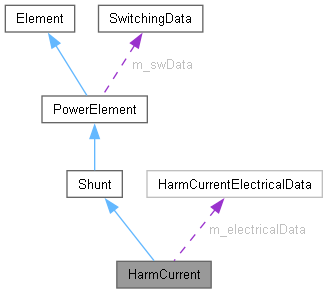 Element
SwitchingData
m_swData
PowerElement
Shunt
HarmCurrentElectricalData
m_electricalData
HarmCurrent